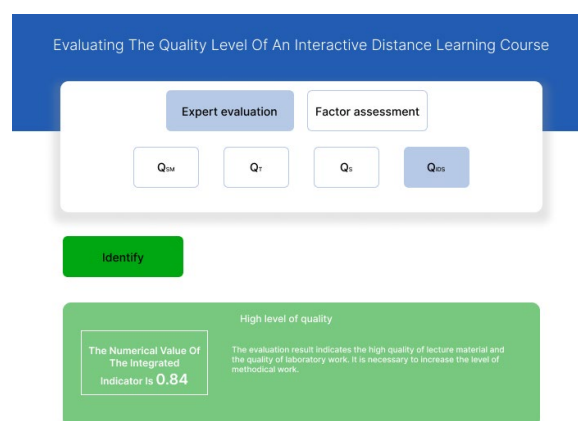 Evaluating The Quality Level Of An Interactive Distance Learning Course
Expert evaluation
Factor assessment
QSM
QT
QS
QIDS
Identify
High level of quality
The Numerical Value Of
The Integrated
Indicator Is 0.84
The evaluation result indicates the high quality of lecture material and
the quality of laboratory work. It is necessary to increase the level of
methodical work.